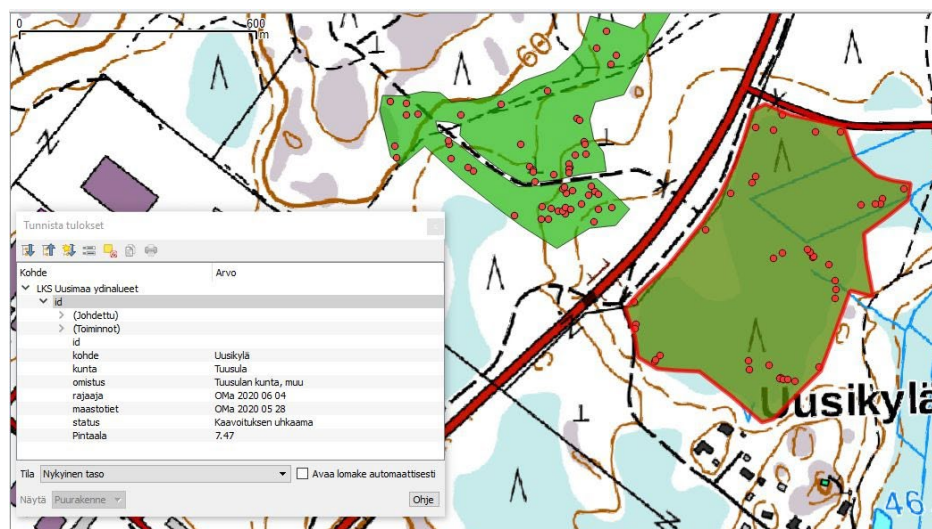 0
600
m
60
Tunnista tulokset
Kohde Arvo
LKS Uusimaa ydinalueet
id
(Johdettu)
(Toiminnot)
id
kohde Uusikylä
kunta Tuusula
omistus Tuusulan kunta, muu
rajaaja OMa 2020 06 04
maastotiet OMa 2020 05 28
status Kaavoituksen uhkaama
Pintaala 7.47
Tila Nykyinen taso Avaa lomake automaattisesti
Näytä Puurakenne Ohje
Uusikylä
46